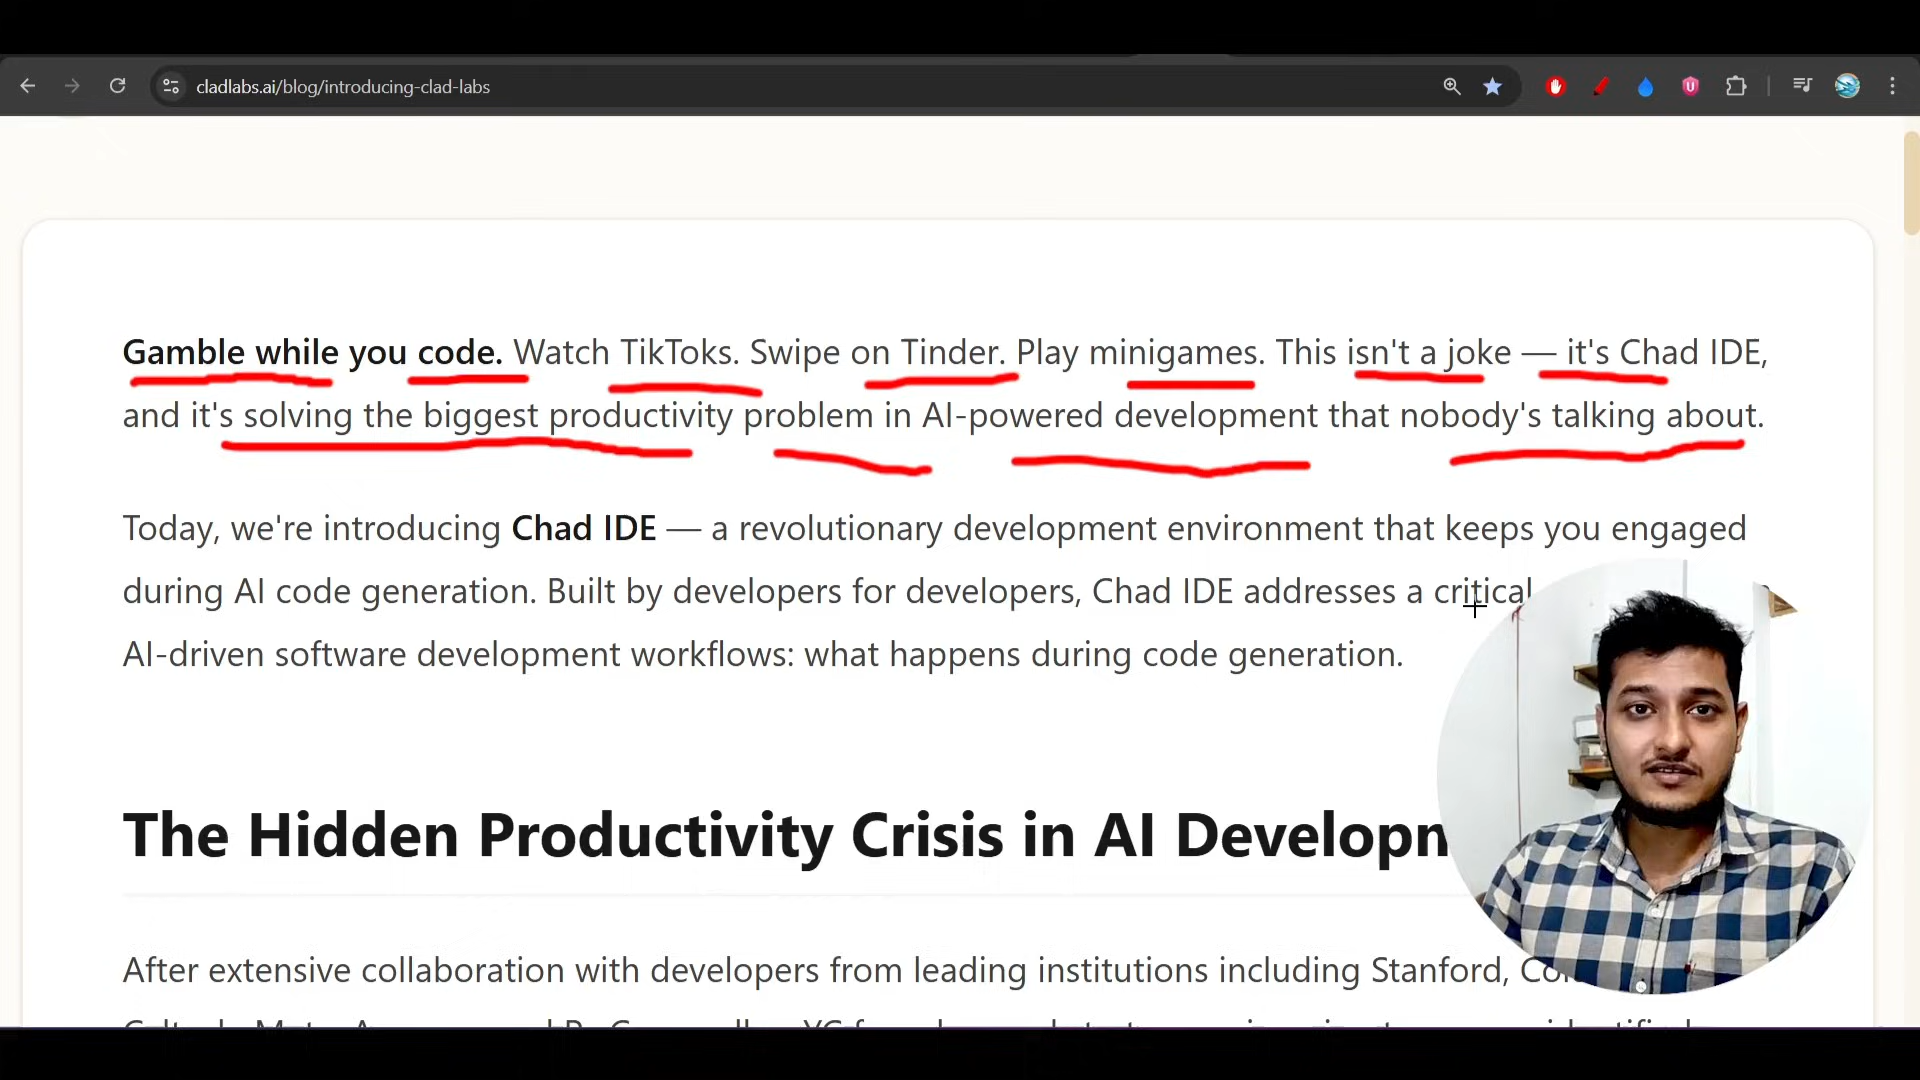 cladlabs.ai/blog/introducing-clad-labs
Gamble while you code. Watch TikToks. Swipe on Tinder. Play minigames. This isn't a joke — it's Chad IDE,
and it's solving the biggest productivity problem in AI-powered development that nobody's talking about.
Today, we're introducing Chad IDE — a revolutionary development environment that keeps you engaged
during AI code generation. Built by developers for developers, Chad IDE addresses a critical
AI-driven software development workflows: what happens during code generation.
The Hidden Productivity Crisis in AI
After extensive collaboration with developers from leading institutions including Stanford,